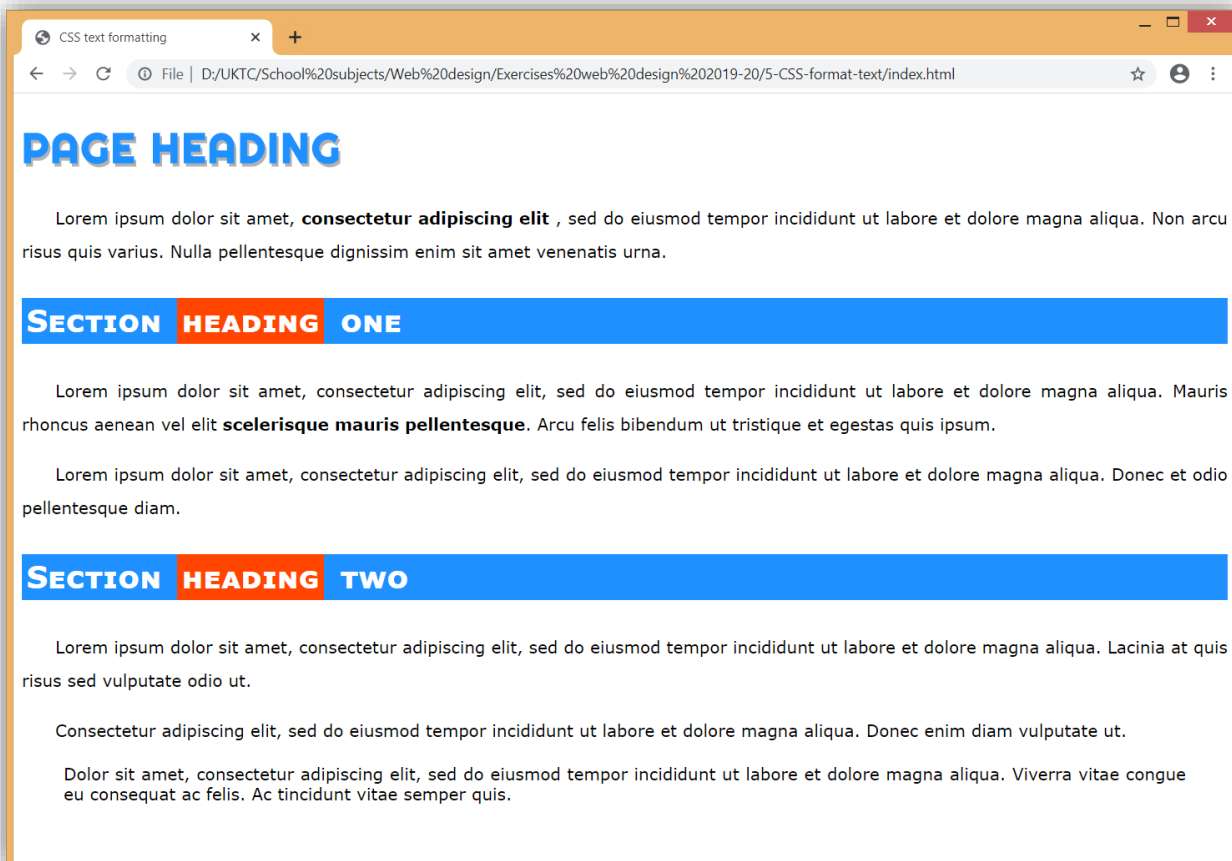 CSS text formatting
File | D:/UKTC/School%20subjects/Web%20design/Exercises%20web%20design%202019-20/5-CSS-format-text/index.html
PAGE HEADING
Lorem ipsum dolor sit amet, consectetur adipiscing elit , sed do eiusmod tempor incididunt ut labore et dolore magna aliqua. Non arcu
risus quis varius. Nulla pellentesque dignissim enim sit amet venenatis urna.
Section heading one
Lorem ipsum dolor sit amet, consectetur adipiscing elit, sed do eiusmod tempor incididunt ut labore et dolore magna aliqua. Mauris
rhoncus aenean vel elit scelerisque mauris pellentesque. Arcu felis bibendum ut tristique et egestas quis ipsum.
Lorem ipsum dolor sit amet, consectetur adipiscing elit, sed do eiusmod tempor incididunt ut labore et dolore magna aliqua. Donec et odio
pellentesque diam.
Section heading two
Lorem ipsum dolor sit amet, consectetur adipiscing elit, sed do eiusmod tempor incididunt ut labore et dolore magna aliqua. Lacinia at quis
risus sed vulputate odio ut.
Consectetur adipiscing elit, sed do eiusmod tempor incididunt ut labore et dolore magna aliqua. Donec enim diam vulputate ut.
Dolor sit amet, consectetur adipiscing elit, sed do eiusmod tempor incididunt ut labore et dolore magna aliqua. Viverra vitae congue
eu consequat ac felis. Ac tincidunt vitae semper quis.